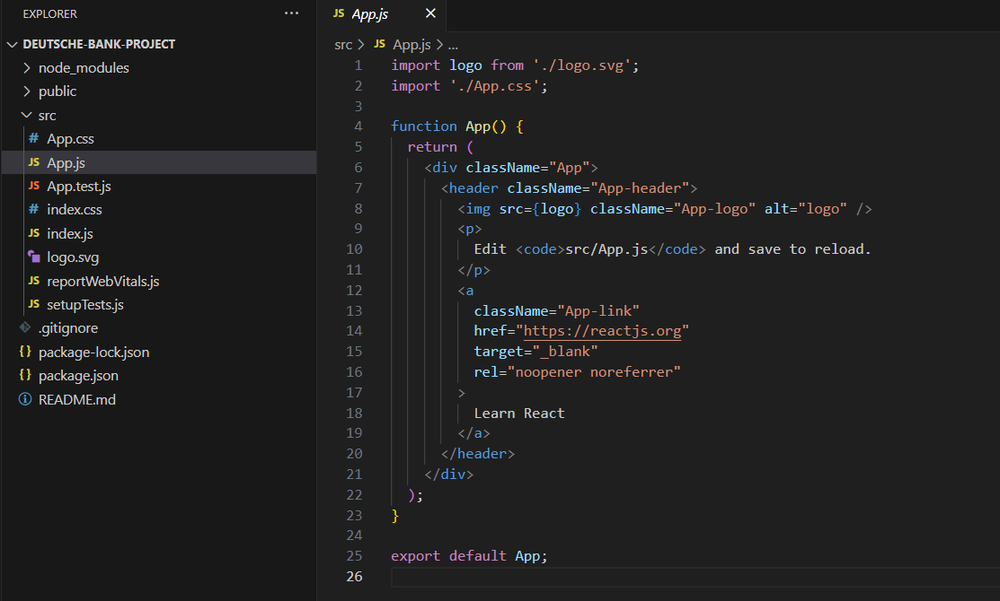 EXPLORER
DEUTSCHE-BANK-PROJECT
node_modules
public
src
# App.css
JS App.js
JS App.test.js
# index.css
JS index.js
logo.svg
JS reportWebVitals.js
JS setupTests.js
.gitignore
{} package-lock.json
{} package.json
README.md
JS App.js
src > JS App.js > ...
1 import logo from './logo.svg';
2 import './App.css';
3
4 function App() {
5 return (
6 <div className="App">
7 <header className="App-header">
8 <img src={logo} className="App-logo" alt="logo" />
9 <p>
10 Edit <code>src/App.js</code> and save to reload.
11 </p>
12 <a
13 className="App-link"
14 href="https://reactjs.org"
15 target="_blank"
16 rel="noopener noreferrer"
17 >
18 Learn React
19 </a>
20 </header>
21 </div>
22 );
23 }
24
25 export default App;
26